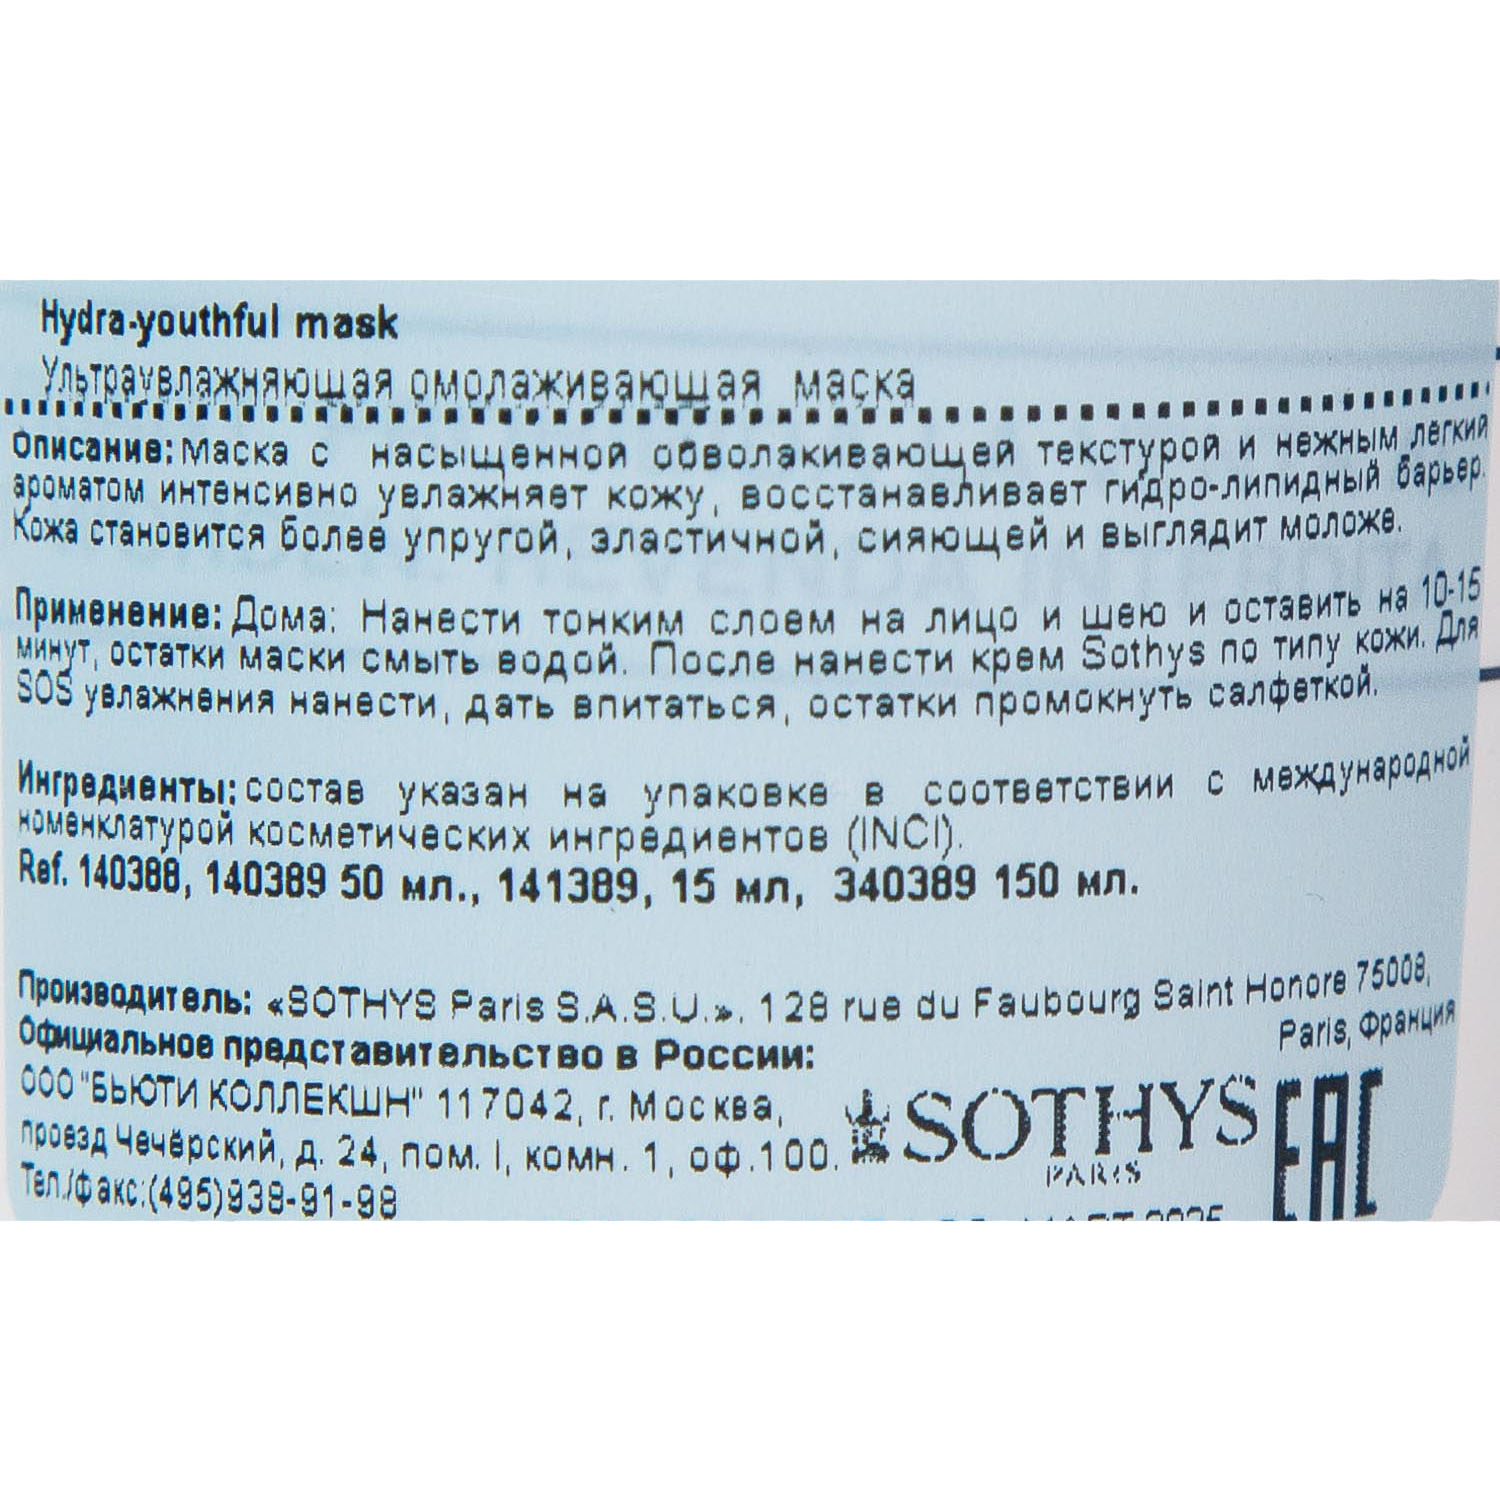 Hydra-youthful mask
Ультраувлажняющая омолаживающая маска
Описание: Маска с насыщенной обволакивающей текстурой и нежным легкий
ароматом интенсивно увлажняет кожу, восстанавливает гидро-липидный барьер.
Кожа становится более упругой, эластичной, сияющей и выглядит моложе.
Применение: Дома: Нанести тонким слоем на лицо и шею и оставить на 10-15
минут, остатки маски смыть водой. После нанести крем Sothys по типу кожи. Для
SOS увлажнения нанести, дать впитаться, остатки промокнуть салфеткой.
Ингредиенты: состав указан на упаковке в соответствии с международной
номенклатурой косметических ингредиентов (INCI).
Ref. 140388, 140389 50 мл., 141389, 15 мл, 340389 150 мл.
Производитель: «SOTHYS Paris S.A.S.U.». 128 rue du Faubourg Saint Honore 75008,
Paris, Франция
Официальное представительство в России:
ООО "БЬЮТИ КОЛЛЕКШН" 117042, г. Москва,
проезд Чечёрский, д. 24, пом. I, комн. 1, оф.100.
Тел./факс:(495)938-91-98
SOTHYS
PARIS
EAC